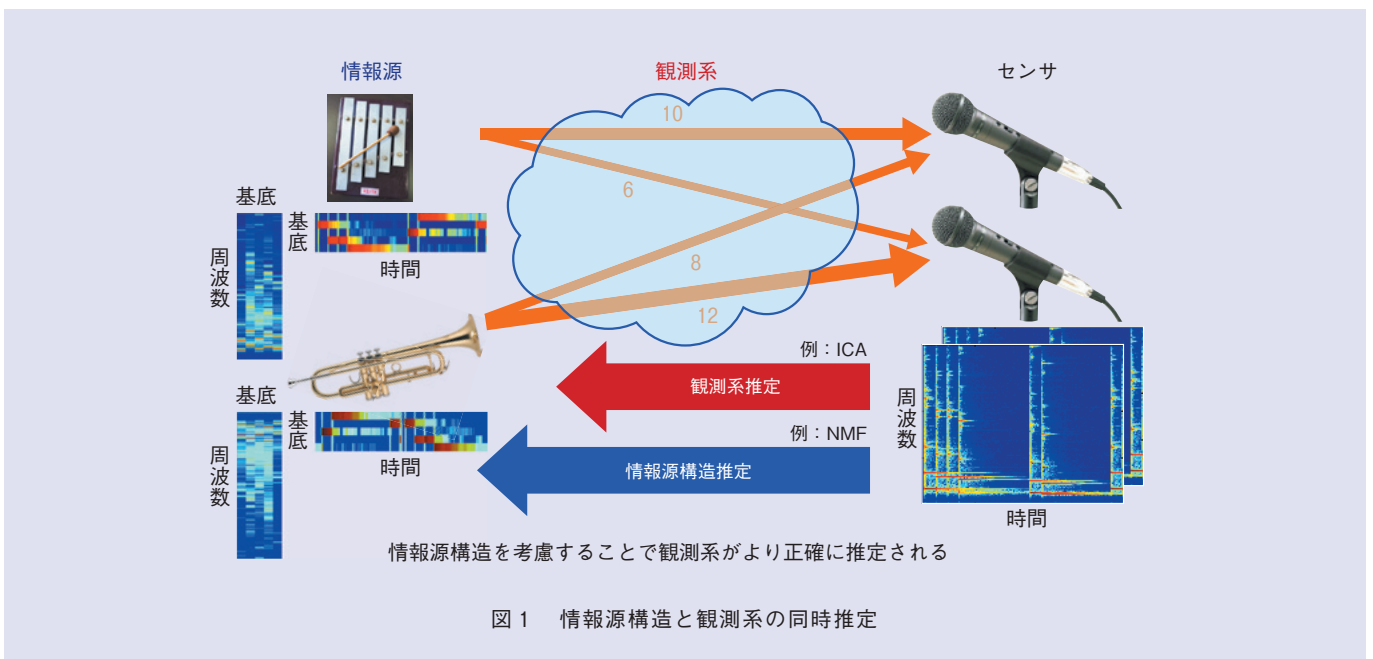 情報源
観測系
センサ
10
6
8
12
基底
周波数
基底
時間
基底
周波数
基底
時間
例：ICA
観測系推定
例：NMF
情報源構造推定
周波数
時間
情報源構造を考慮することで観測系がより正確に推定される
図1 情報源構造と観測系の同時推定